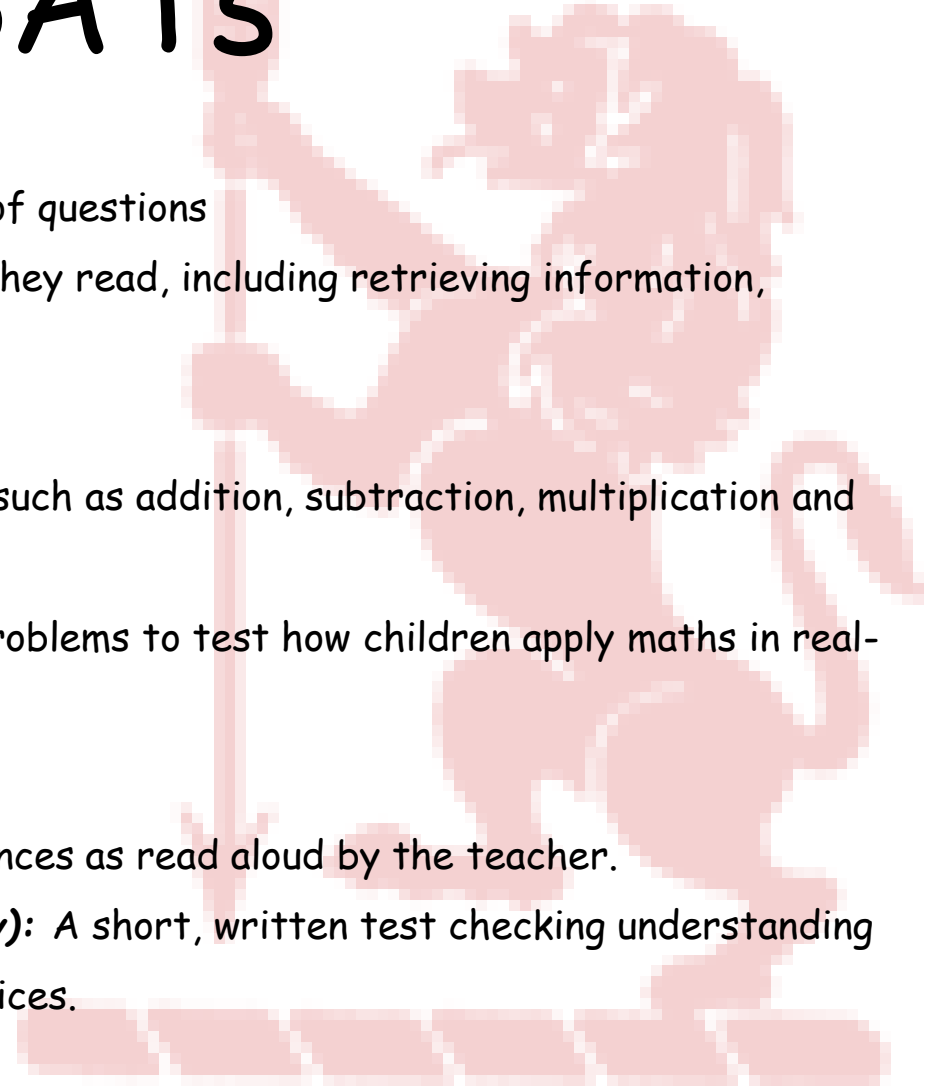 SATs
of questions
they read, including retrieving information,
such as addition, subtraction, multiplication and
problems to test how children apply maths in real-
nces as read aloud by the teacher.
y): A short, written test checking understanding
ices.